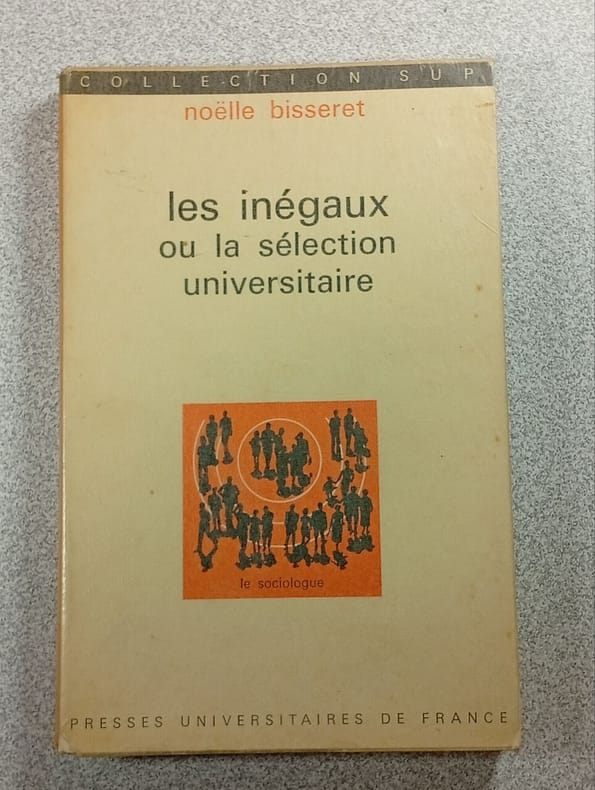 COLLECTION SUP
noëlle bisseret
les inégaux
ou la sélection
universitaire
le sociologue
PRESSES UNIVERSITAIRES DE FRANCE